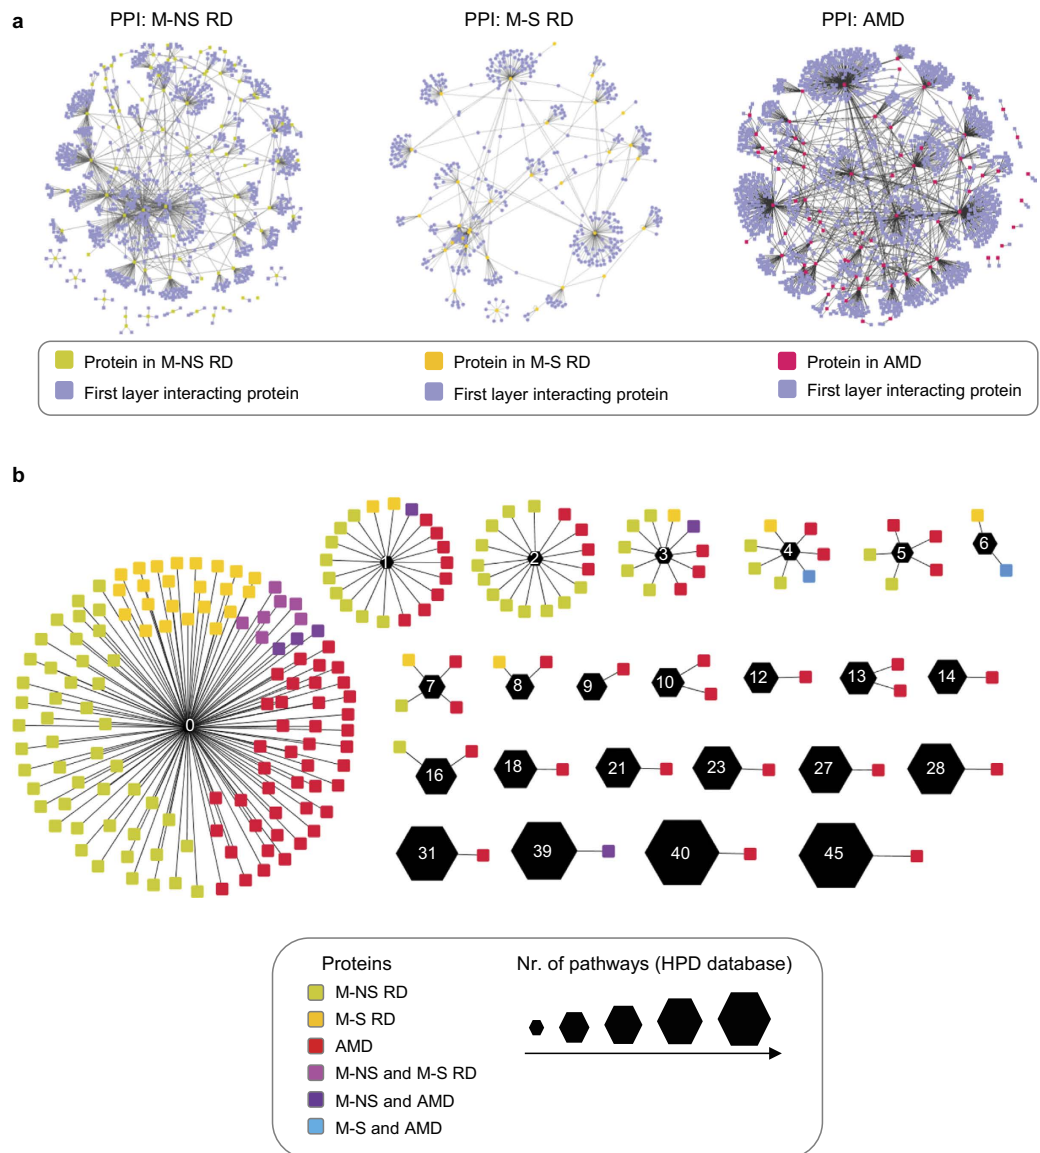 a
PPI: M-NS RD
PPI: M-S RD
PPI: AMD
Protein in M-NS RD
First layer interacting protein
Protein in M-S RD
First layer interacting protein
Protein in AMD
First layer interacting protein
b
0
1
2
3
4
5
6
7
8
9
10
12
13
14
16
18
21
23
27
28
31
39
40
45
Proteins
M-NS RD
M-S RD
AMD
M-NS and M-S RD
M-NS and AMD
M-S and AMD
Nr. of pathways (HPD database)